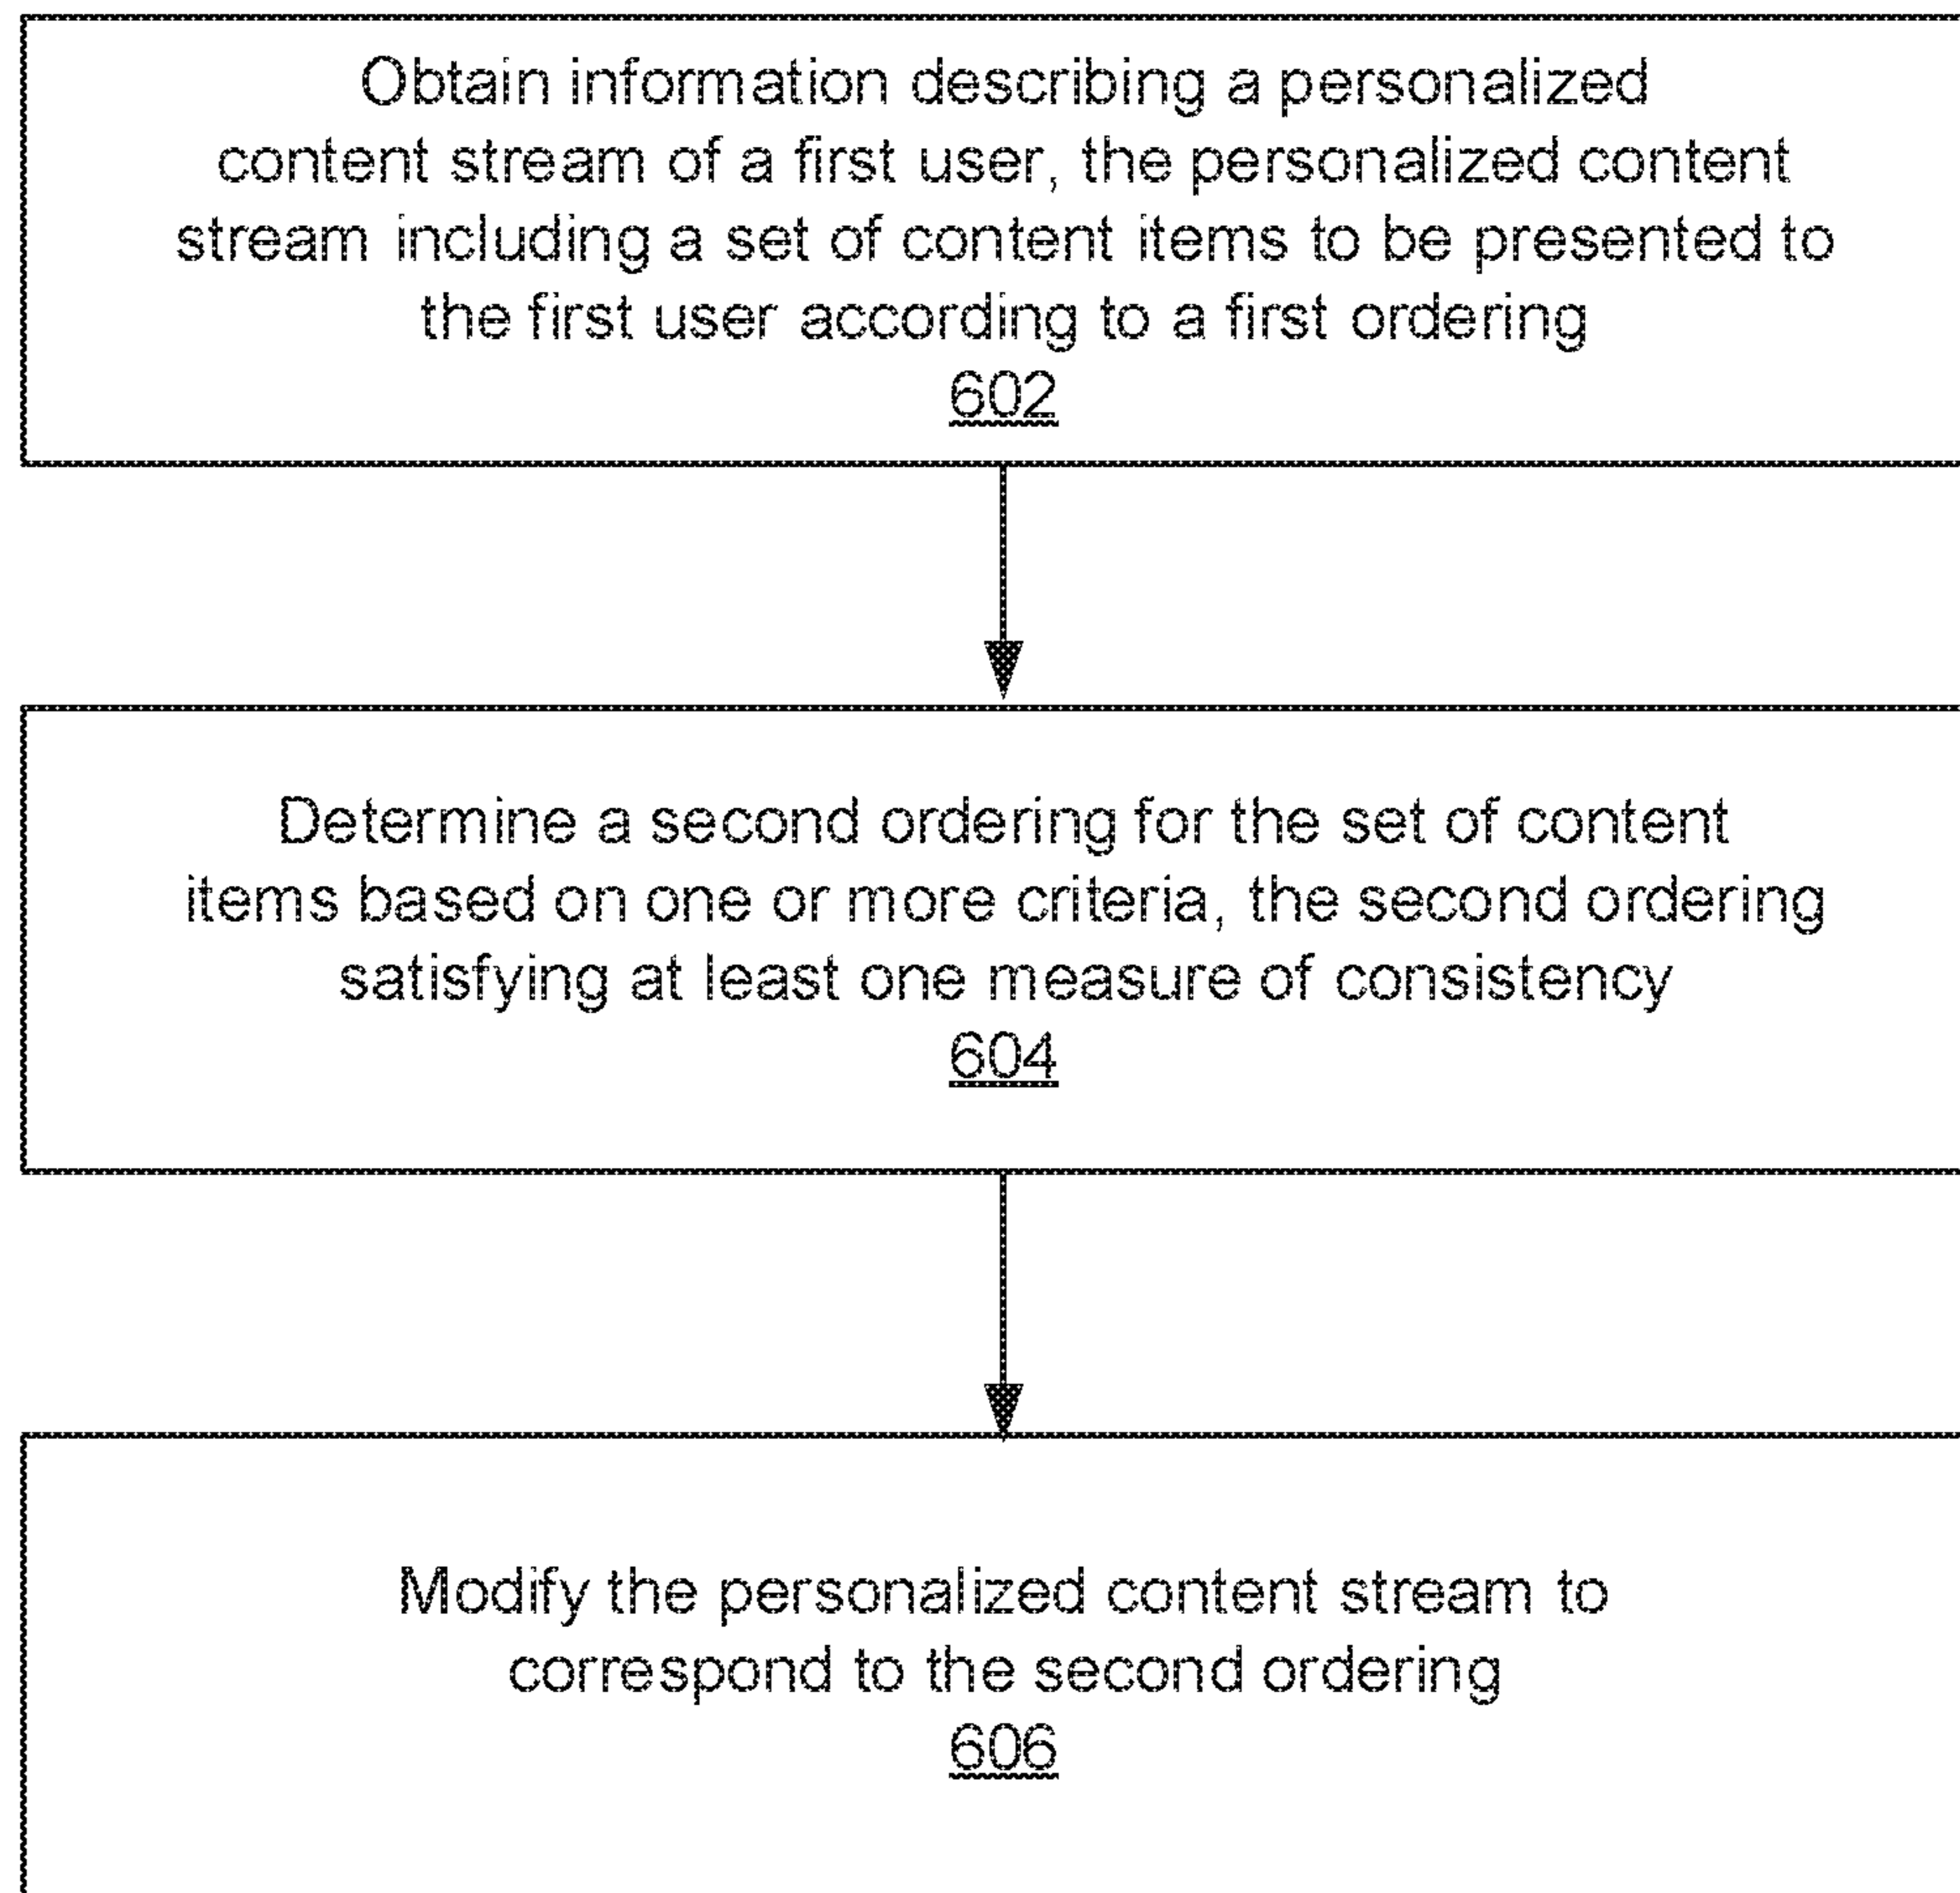 Obtain information describing a personalized
content stream of a first user, the personalized content
stream including a set of content items to be presented to
the first user according to a first ordering
602
Determine a second ordering for the set of content
items based on one or more criteria, the second ordering
satisfying at least one measure of consistency
604
Modify the personalized content stream to
correspond to the second ordering
606